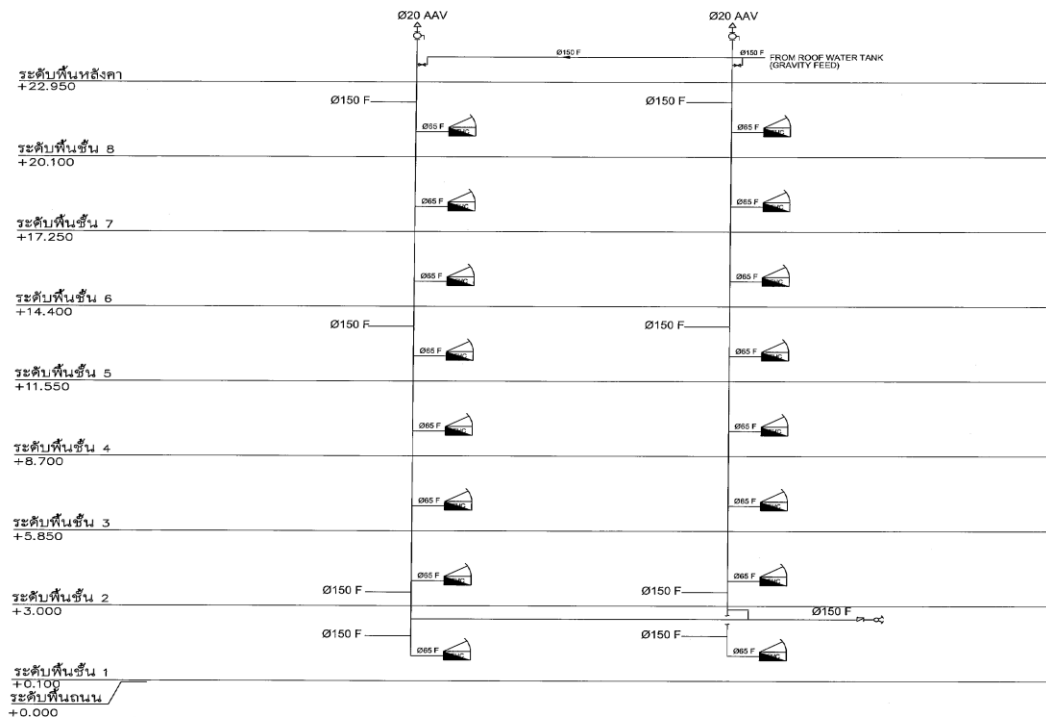 Ø20 AAV Ø20 AAV
Ø150 F Ø150 F FROM ROOF WATER TANK
(GRAVITY FEED)
ระดับพื้นหลังคา
+22.950
Ø150 F Ø150 F
Ø65 F Ø65 F
ระดับพื้นชั้น 8
+20.100
Ø65 F Ø65 F
ระดับพื้นชั้น 7
+17.250
Ø65 F Ø65 F
ระดับพื้นชั้น 6
+14.400
Ø150 F Ø150 F
Ø65 F Ø65 F
ระดับพื้นชั้น 5
+11.550
Ø65 F Ø65 F
ระดับพื้นชั้น 4
+8.700
Ø65 F Ø65 F
ระดับพื้นชั้น 3
+5.850
Ø65 F Ø65 F
Ø150 F Ø150 F
ระดับพื้นชั้น 2
+3.000
Ø150 F
Ø150 F Ø150 F
Ø65 F Ø65 F
ระดับพื้นชั้น 1
+0.100
ระดับพื้นถนน
+0.000